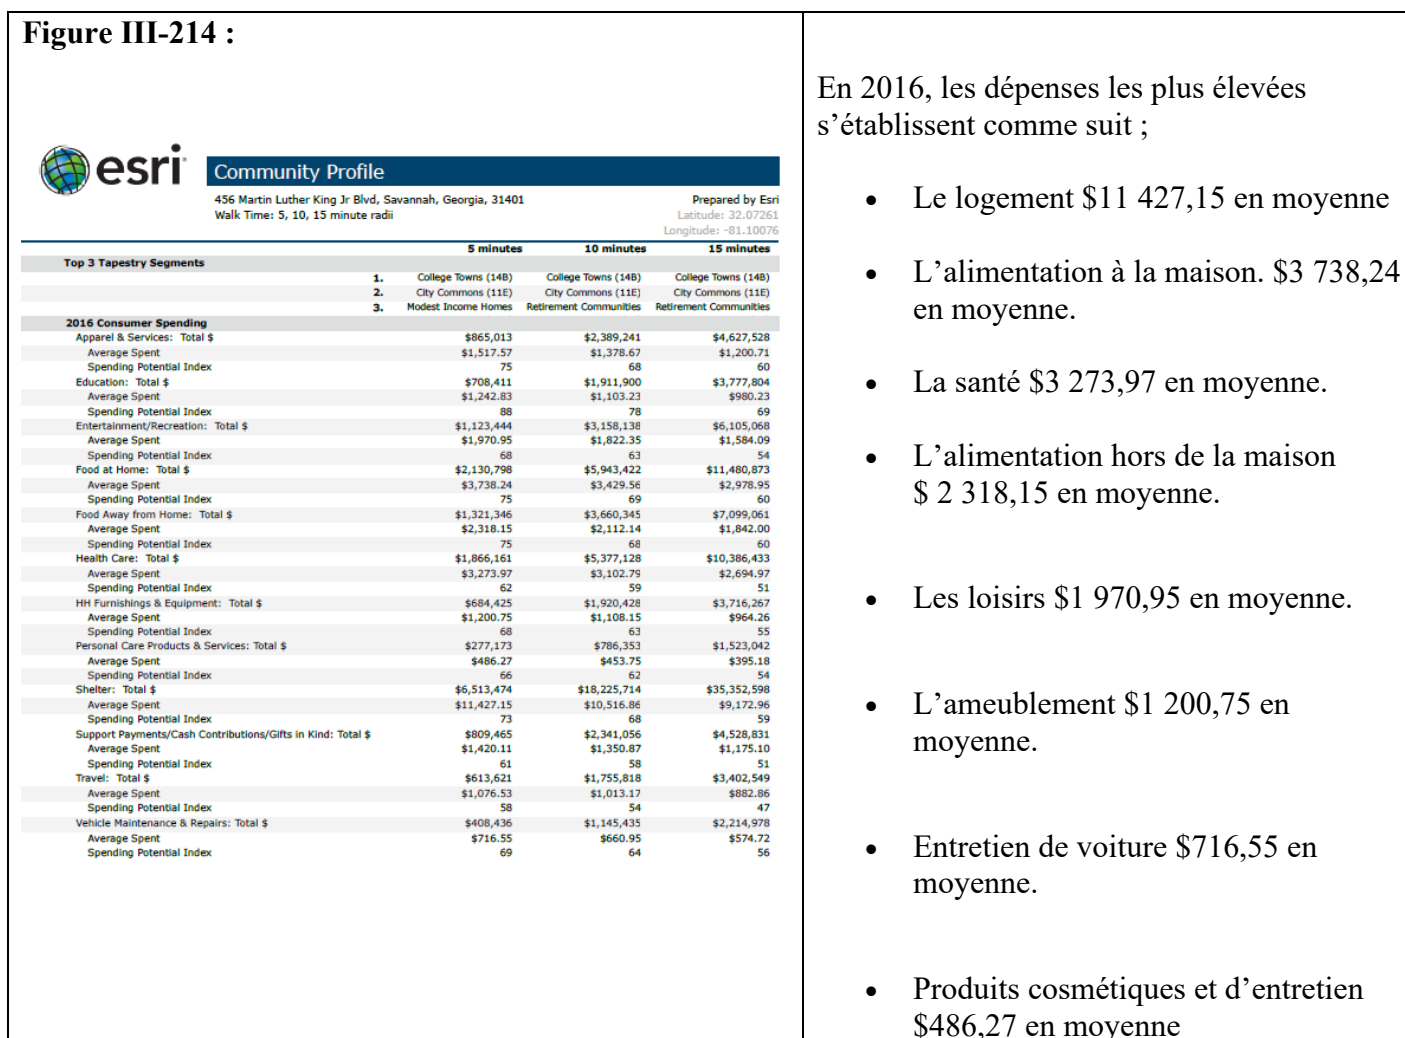 Figure III-214 :
esri
Community Profile
456 Martin Luther King Jr Blvd, Savannah, Georgia, 31401 Prepared by Esri
Walk Time: 5, 10, 15 minute radii Latitude: 32.07261
Longitude: -81.10076
5 minutes 10 minutes 15 minutes
Top 3 Tapestry Segments
1. College Towns (14B) College Towns (14B) College Towns (14B)
2. City Commons (11E) City Commons (11E) City Commons (11E)
3. Modest Income Homes Retirement Communities Retirement Communities
2016 Consumer Spending
Apparel & Services: Total $ $865,013 $2,389,241 $4,627,528
Average Spent $1,517.57 $1,378.67 $1,200.71
Spending Potential Index 75 68 60
Education: Total $ $708,411 $1,911,900 $3,777,804
Average Spent $1,242.83 $1,103.23 $980.23
Spending Potential Index 88 78 69
Entertainment/Recreation: Total $ $1,123,444 $3,158,138 $6,105,068
Average Spent $1,970.95 $1,822.35 $1,584.09
Spending Potential Index 68 63 54
Food at Home: Total $ $2,130,798 $5,943,422 $11,480,873
Average Spent $3,738.24 $3,429.56 $2,978.95
Spending Potential Index 75 69 60
Food Away from Home: Total $ $1,321,346 $3,660,345 $7,099,061
Average Spent $2,318.15 $2,112.14 $1,842.00
Spending Potential Index 75 68 60
Health Care: Total $ $1,866,161 $5,377,128 $10,386,433
Average Spent $3,273.97 $3,102.79 $2,694.97
Spending Potential Index 62 59 51
HH Furnishings & Equipment: Total $ $684,425 $1,920,428 $3,716,267
Average Spent $1,200.75 $1,108.15 $964.26
Spending Potential Index 68 63 55
Personal Care Products & Services: Total $ $277,173 $786,353 $1,523,042
Average Spent $486.27 $453.75 $395.18
Spending Potential Index 66 62 54
Shelter: Total $ $6,513,474 $18,225,714 $35,352,598
Average Spent $11,427.15 $10,516.86 $9,172.96
Spending Potential Index 73 68 59
Support Payments/Cash Contributions/Gifts in Kind: Total $ $809,465 $2,341,056 $4,528,831
Average Spent $1,420.11 $1,350.87 $1,175.10
Spending Potential Index 61 58 51
Travel: Total $ $613,621 $1,755,818 $3,402,549
Average Spent $1,076.53 $1,013.17 $882.86
Spending Potential Index 58 54 47
Vehicle Maintenance & Repairs: Total $ $408,436 $1,145,435 $2,214,978
Average Spent $716.55 $660.95 $574.72
Spending Potential Index 69 64 56
En 2016, les dépenses les plus élevées
s’établissent comme suit ;
• Le logement $11 427,15 en moyenne
• L’alimentation à la maison. $3 738,24
en moyenne.
• La santé $3 273,97 en moyenne.
• L’alimentation hors de la maison
$ 2 318,15 en moyenne.
• Les loisirs $1 970,95 en moyenne.
• L’ameublement $1 200,75 en
moyenne.
• Entretien de voiture $716,55 en
moyenne.
• Produits cosmétiques et d’entretien
$486,27 en moyenne